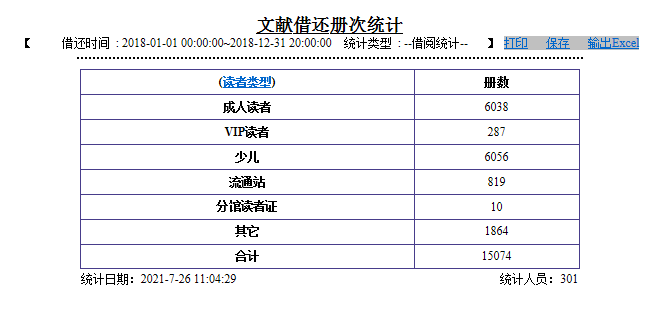 文献借还册次统计
【 借还时间 : 2018-01-01 00:00:00~2018-12-31 20:00:00 统计类型 : --借阅统计-- 】 打印 保存 输出Excel
(读者类型) 册数
成人读者 6038
VIP读者 287
少儿 6056
流通站 819
分馆读者证 10
其它 1864
合计 15074
统计日期：2021-7-26 11:04:29 统计人员：301